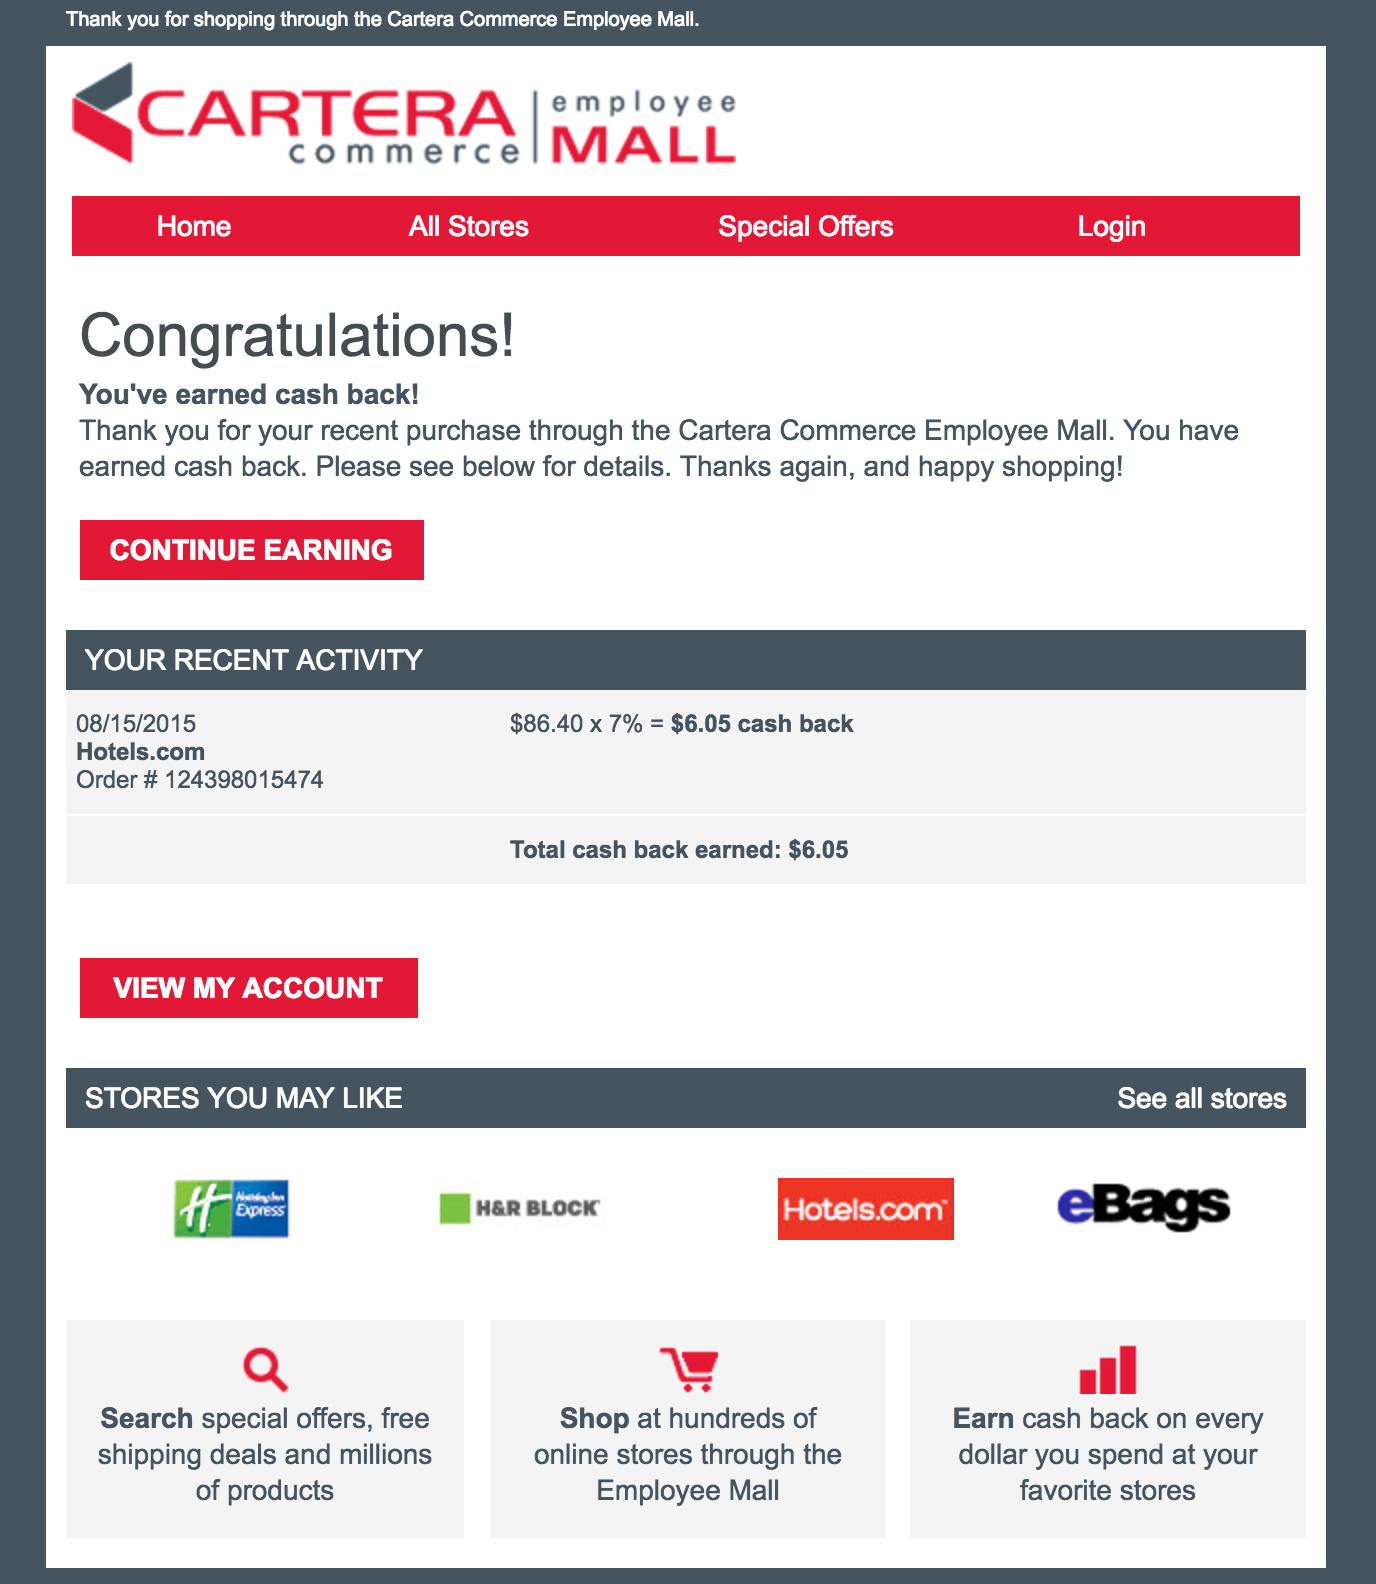 Thank you for shopping through the Cartera Commerce Employee Mall.
CARTERA commerce employee MALL
Home All Stores Special Offers Login
Congratulations!
You've earned cash back!
Thank you for your recent purchase through the Cartera Commerce Employee Mall. You have
earned cash back. Please see below for details. Thanks again, and happy shopping!
CONTINUE EARNING
YOUR RECENT ACTIVITY
08/15/2015 $86.40 x 7% = $6.05 cash back
Hotels.com
Order # 124398015474
Total cash back earned: $6.05
VIEW MY ACCOUNT
STORES YOU MAY LIKE See all stores
H Holiday Inn
Express
H&R BLOCK
Hotels.com
eBags
Search special offers, free
shipping deals and millions
of products
Shop at hundreds of
online stores through the
Employee Mall
Earn cash back on every
dollar you spend at your
favorite stores